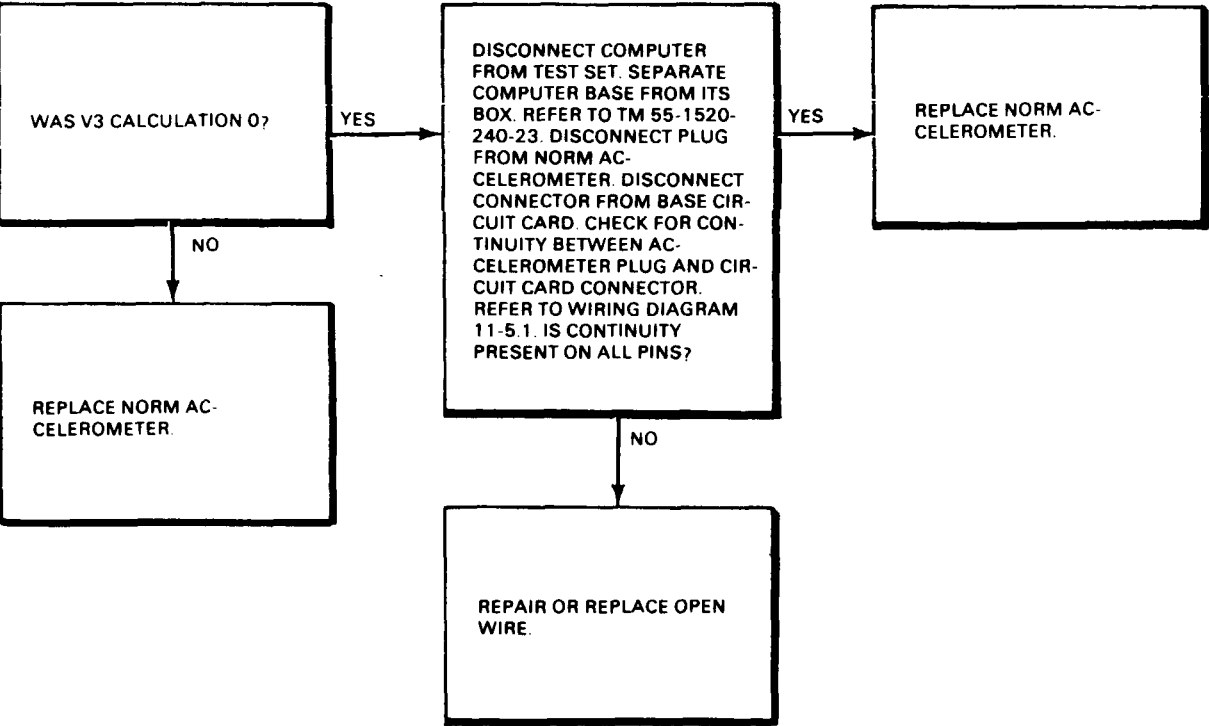 WAS V3 CALCULATION 0?
YES
NO
REPLACE NORM AC-
CELEROMETER.
DISCONNECT COMPUTER
FROM TEST SET. SEPARATE
COMPUTER BASE FROM ITS
BOX. REFER TO TM 55-1520-
240-23. DISCONNECT PLUG
FROM NORM AC-
CELEROMETER. DISCONNECT
CONNECTOR FROM BASE CIR-
CUIT CARD. CHECK FOR CON-
TINUITY BETWEEN AC-
CELEROMETER PLUG AND CIR-
CUIT CARD CONNECTOR.
REFER TO WIRING DIAGRAM
11-5.1. IS CONTINUITY
PRESENT ON ALL PINS?
YES
NO
REPAIR OR REPLACE OPEN
WIRE.
REPLACE NORM AC-
CELEROMETER.